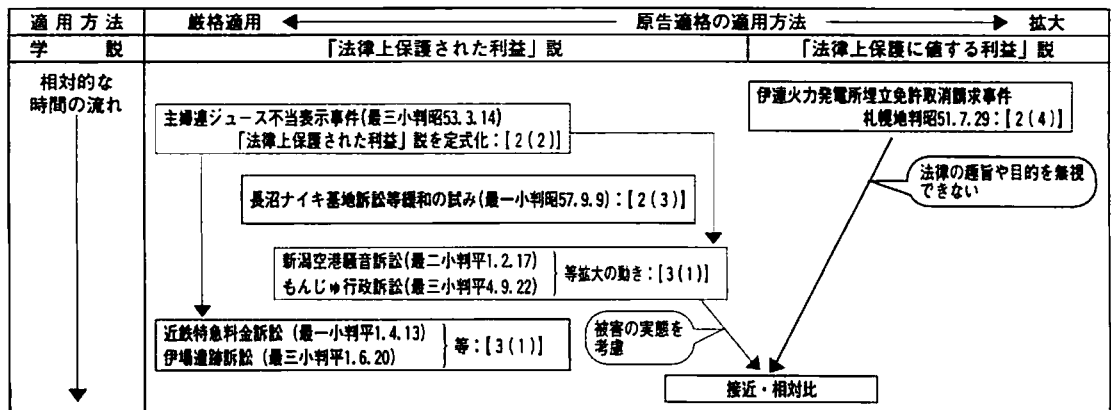 適用方法 厳格適用 原告適格の適用方法 拡大
学説 「法律上保護された利益」説 「法律上保護に値する利益」説
相対的な
時間の流れ
伊達火力発電所埋立免許取消請求事件
札幌地判昭51.7.29:[2(4)]
主婦連ジュース不当表示事件(最三小判昭53.3.14)
「法律上保護された利益」説を定式化:[2(2)]
法律の趣旨や目的を無視
できない
長沼ナイキ基地訴訟等緩和の試み(最一小判昭57.9.9):[2(3)]
新潟空港騒音訴訟(最二小判平1.2.17)
もんじゅ行政訴訟(最三小判平4.9.22)
等拡大の動き:[3(1)]
近鉄特急料金訴訟(最一小判平1.4.13)
伊場遺跡訴訟(最三小判平1.6.20)
等:[3(1)]
被害の実態を
考慮
接近・相対比